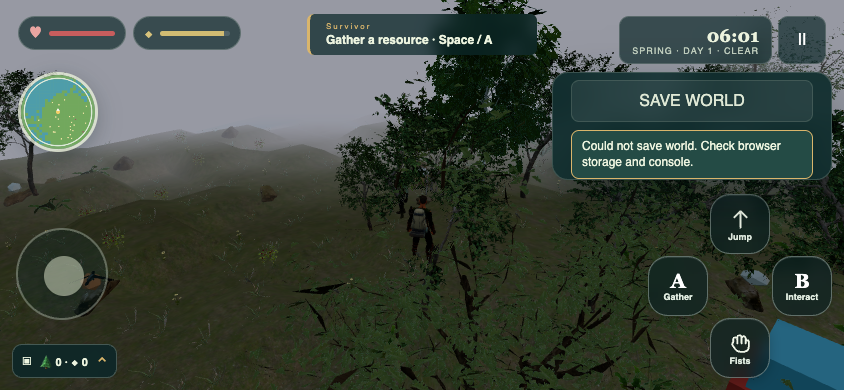 Survivor
Gather a resource · Space / A
06:01
SPRING · DAY 1 · CLEAR
SAVE WORLD
Could not save world. Check browser
storage and console.
Jump
A
Gather
B
Interact
Fists
0 · ◆ 0